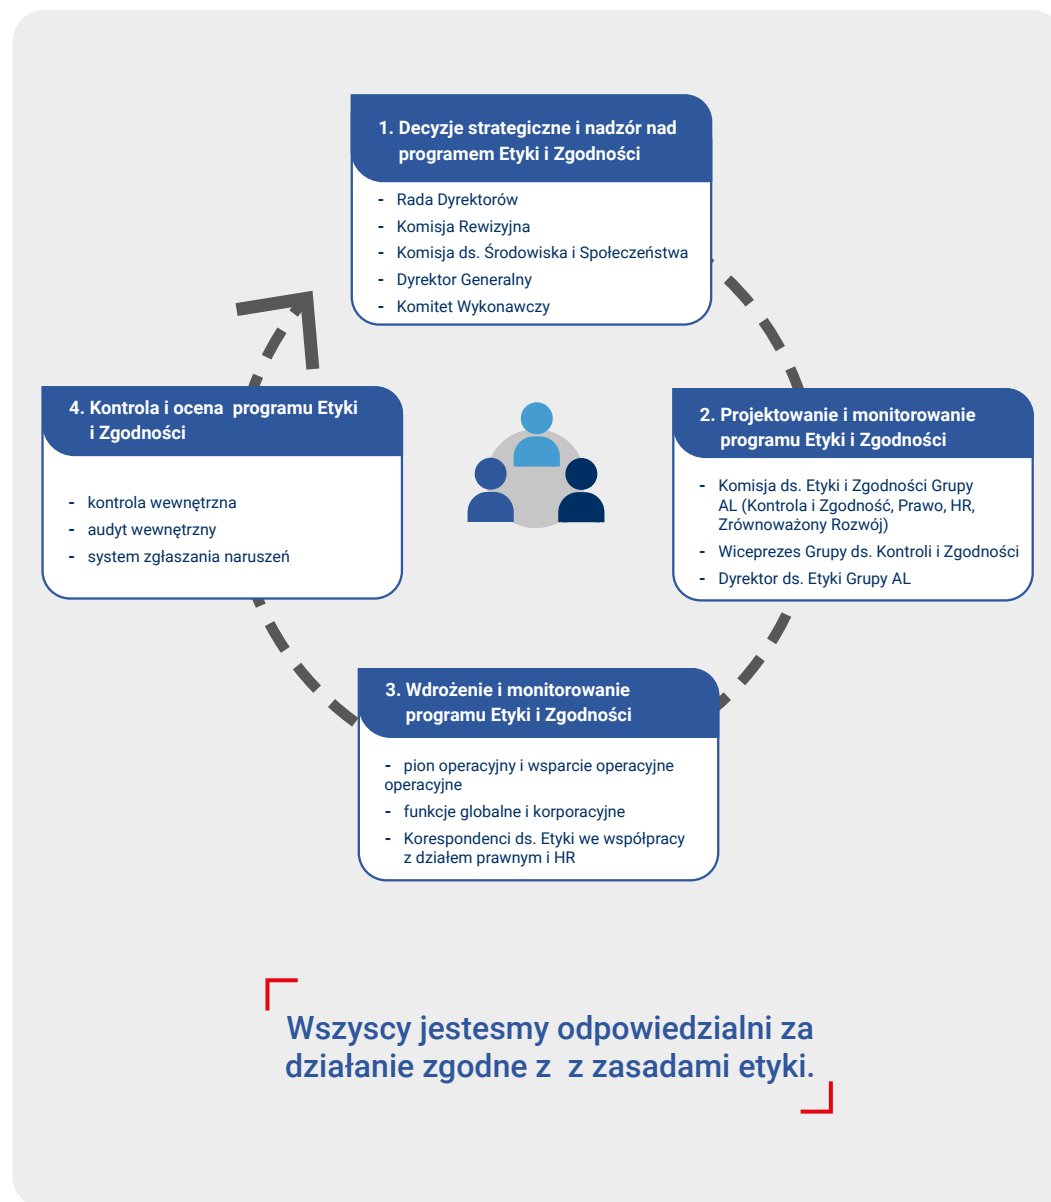 1. Decyzje strategiczne i nadzór nad
programem Etyki i Zgodności
- Rada Dyrektorów
- Komisja Rewizyjna
- Komisja ds. Środowiska i Społeczeństwa
- Dyrektor Generalny
- Komitet Wykonawczy
2. Projektowanie i monitorowanie
programu Etyki i Zgodności
- Komisja ds. Etyki i Zgodności Grupy
AL (Kontrola i Zgodność, Prawo, HR,
Zrównoważony Rozwój)
- Wiceprezes Grupy ds. Kontroli i Zgodności
- Dyrektor ds. Etyki Grupy AL
3. Wdrożenie i monitorowanie
programu Etyki i Zgodności
- pion operacyjny i wsparcie operacyjne
operacyjne
- funkcje globalne i korporacyjne
- Korespondenci ds. Etyki we współpracy
z działem prawnym i HR
4. Kontrola i ocena  programu Etyki
i Zgodności
- kontrola wewnętrzna
- audyt wewnętrzny
- system zgłaszania naruszeń
Wszyscy jestesmy odpowiedzialni za
działanie zgodne z  z zasadami etyki.